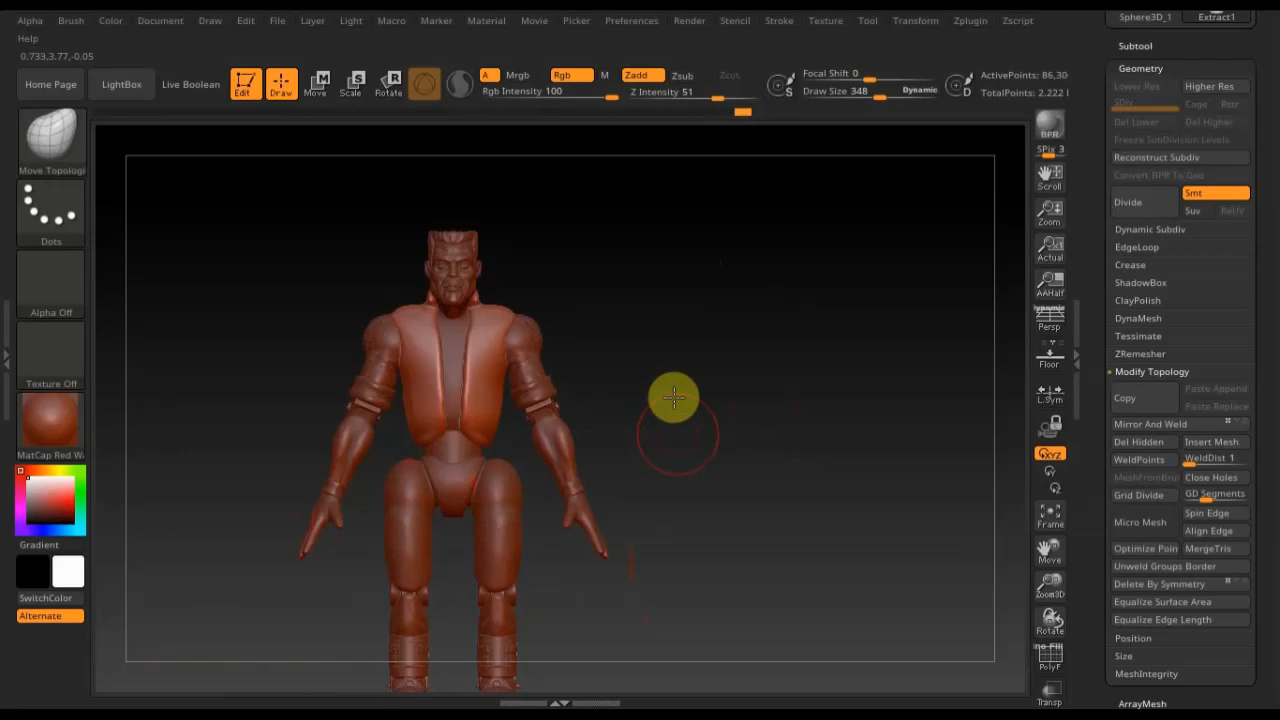 Alpha Brush Color Document Draw Edit File Layer Light Macro Marker Material Movie Picker Preferences Render Stencil Stroke Texture Tool Transform Zplugin Zscript
Help
0.733,3.77,-0.05
Home Page
LightBox
Live Boolean
Edit
Draw
Move
Scale
Rotate
A Mrgb Rgb M Zadd Zsub Zcut
Rgb Intensity 100 Z Intensity 51
Focal Shift 0
Draw Size 348 Dynamic
S
D
ActivePoints: 86,30
TotalPoints: 2.222
Move Topologi
Dots
Alpha Off
Texture Off
MatCap Red Wa
Gradient
SwitchColor
Alternate
BPR
SPix 3
Scroll
Zoom
Actual
AAHalf
Dynamic
Persp
Floor
L.Sym
XYZ
Y
Z
Frame
Move
Zoom3D
Rotate
PolyF
Transp
Sphere3D_1 Extract1
Subtool
Geometry
Lower Res Higher Res
SDiv Cage Rstr
Del Lower Del Higher
Freeze SubDivision Levels
Reconstruct Subdiv
Convert BPR To Geo
Divide Smt
Suv ReUV
Dynamic Subdiv
EdgeLoop
Crease
ShadowBox
ClayPolish
DynaMesh
Tessimate
ZRemesher
Modify Topology
Copy Paste Append
Paste Replace
Mirror And Weld
Del Hidden Insert Mesh
WeldPoints WeldDist 1
MeshFromBru Close Holes
Grid Divide GD Segments
Micro Mesh Spin Edge
Align Edge
Optimize Poin MergeTris
Unweld Groups Border
Delete By Symmetry
Equalize Surface Area
Equalize Edge Length
Position
Size
MeshIntegrity
ArrayMesh